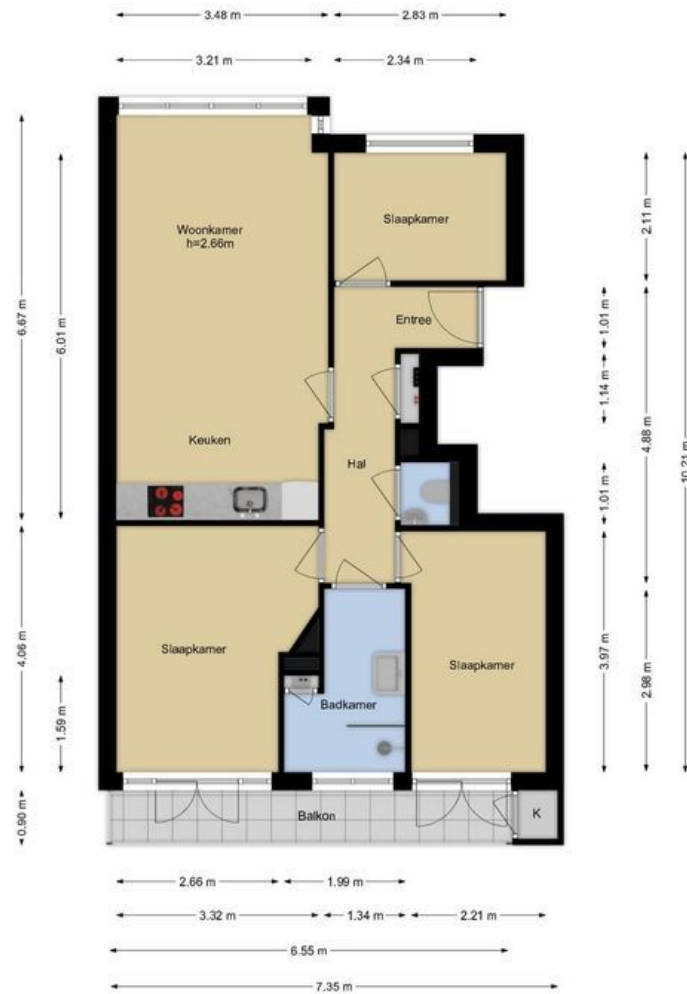 3.48 m
2.83 m
3.21 m
2.34 m
Woonkamer
h=2.66m
Slaapkamer
Entree
Keuken
Hal
Slaapkamer
Slaapkamer
Badkamer
Balkon
K
6.67 m
6.01 m
4.06 m
1.59 m
0.90 m
2.11 m
1.01 m
1.14 m
4.88 m
10.21 m
1.01 m
3.97 m
2.98 m
2.66 m
1.99 m
3.32 m
1.34 m
2.21 m
6.55 m
7.35 m